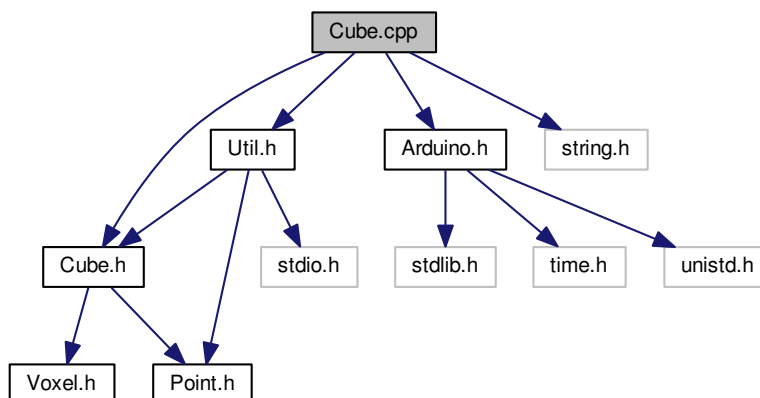 Cube.cpp
Util.h
Arduino.h
string.h
Cube.h
stdio.h
stdlib.h
time.h
unistd.h
Voxel.h
Point.h